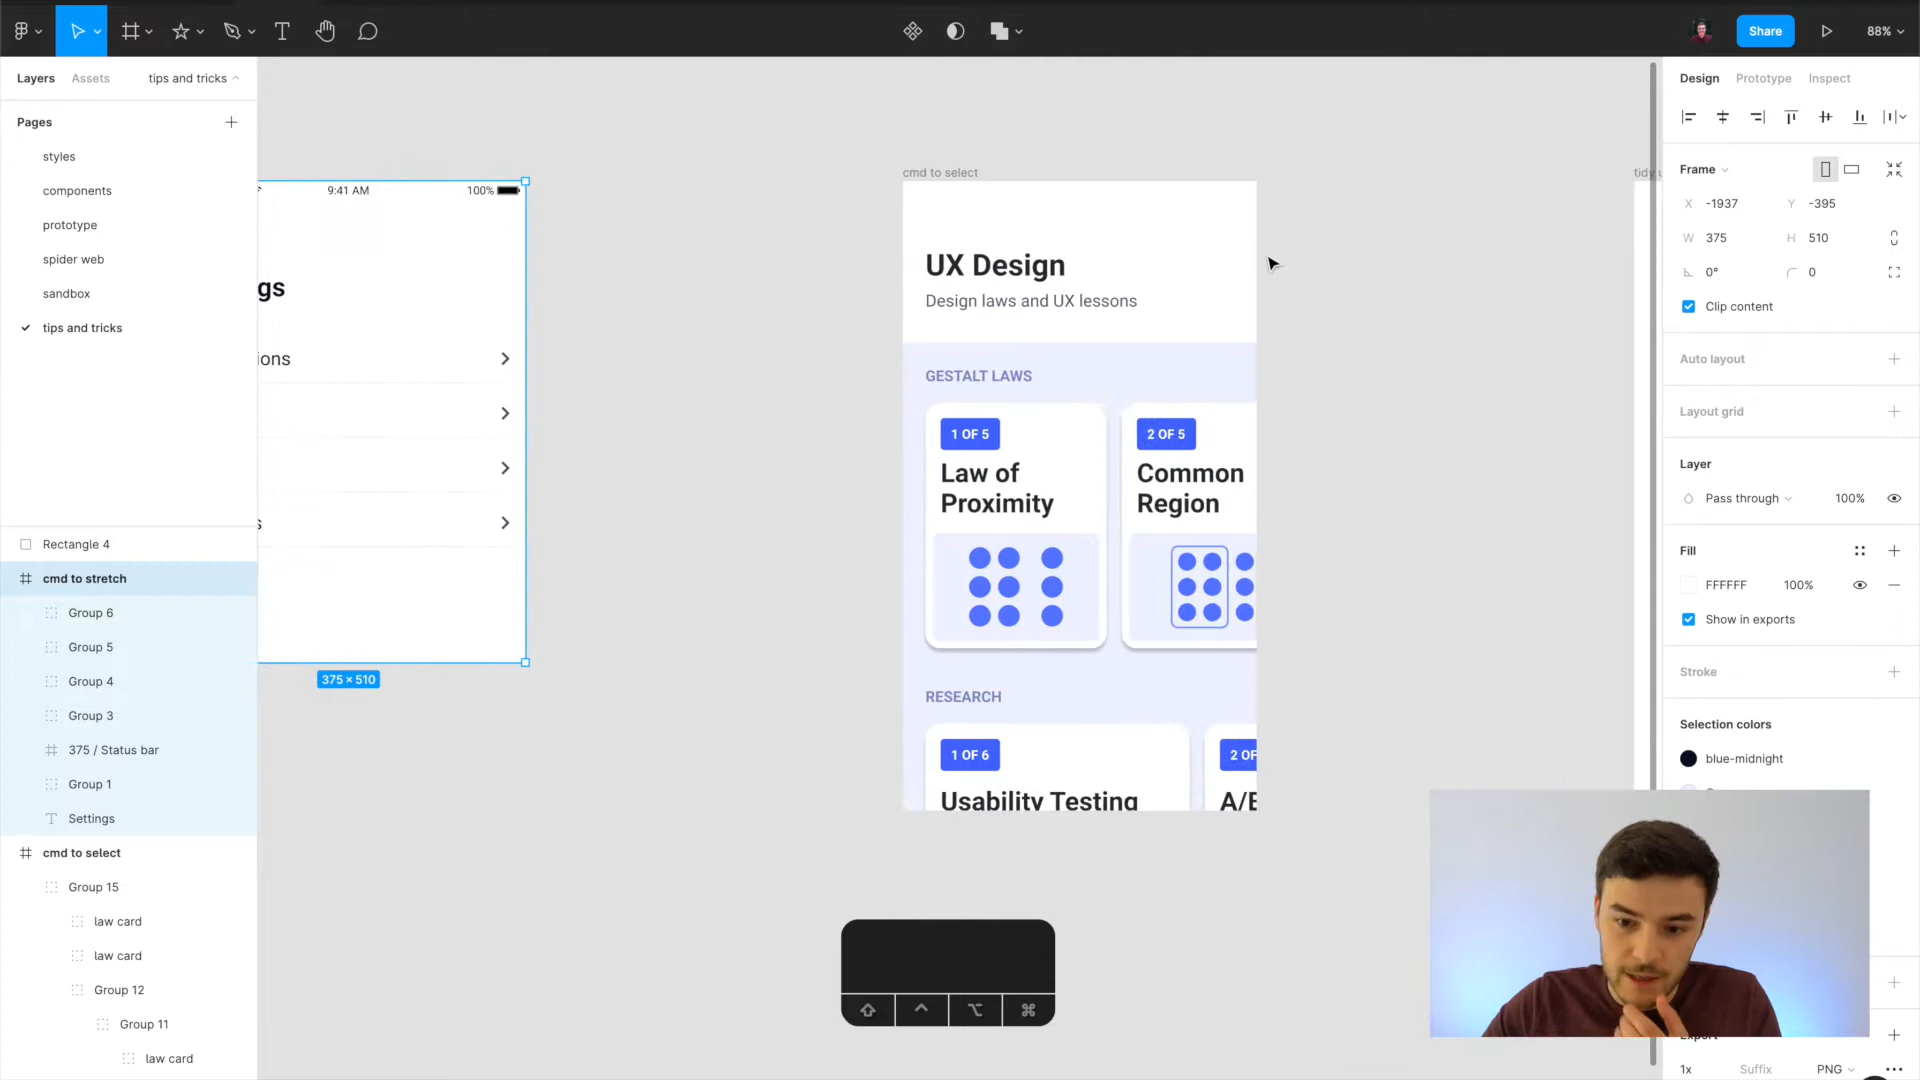 Share
88%
Layers
Assets
tips and tricks
Pages
styles
components
prototype
spider web
sandbox
tips and tricks
Rectangle 4
cmd to stretch
Group 6
Group 5
Group 4
Group 3
375 / Status bar
Group 1
Settings
cmd to select
Group 15
law card
law card
Group 12
Group 11
law card
9:41 AM
100%
gs
ions
s
375 × 510
cmd to select
UX Design
Design laws and UX lessons
GESTALT LAWS
1 OF 5
Law of
Proximity
2 OF 5
Common
Region
RESEARCH
1 OF 6
Usability Testing
2 OF
A/B
tidy u
Design
Prototype
Inspect
Frame
X -1937
Y -395
W 375
H 510
0°
0
Clip content
Auto layout
Layout grid
Layer
Pass through
100%
Fill
FFFFFF
100%
Show in exports
Stroke
Selection colors
blue-midnight
Export
1x
Suffix
PNG